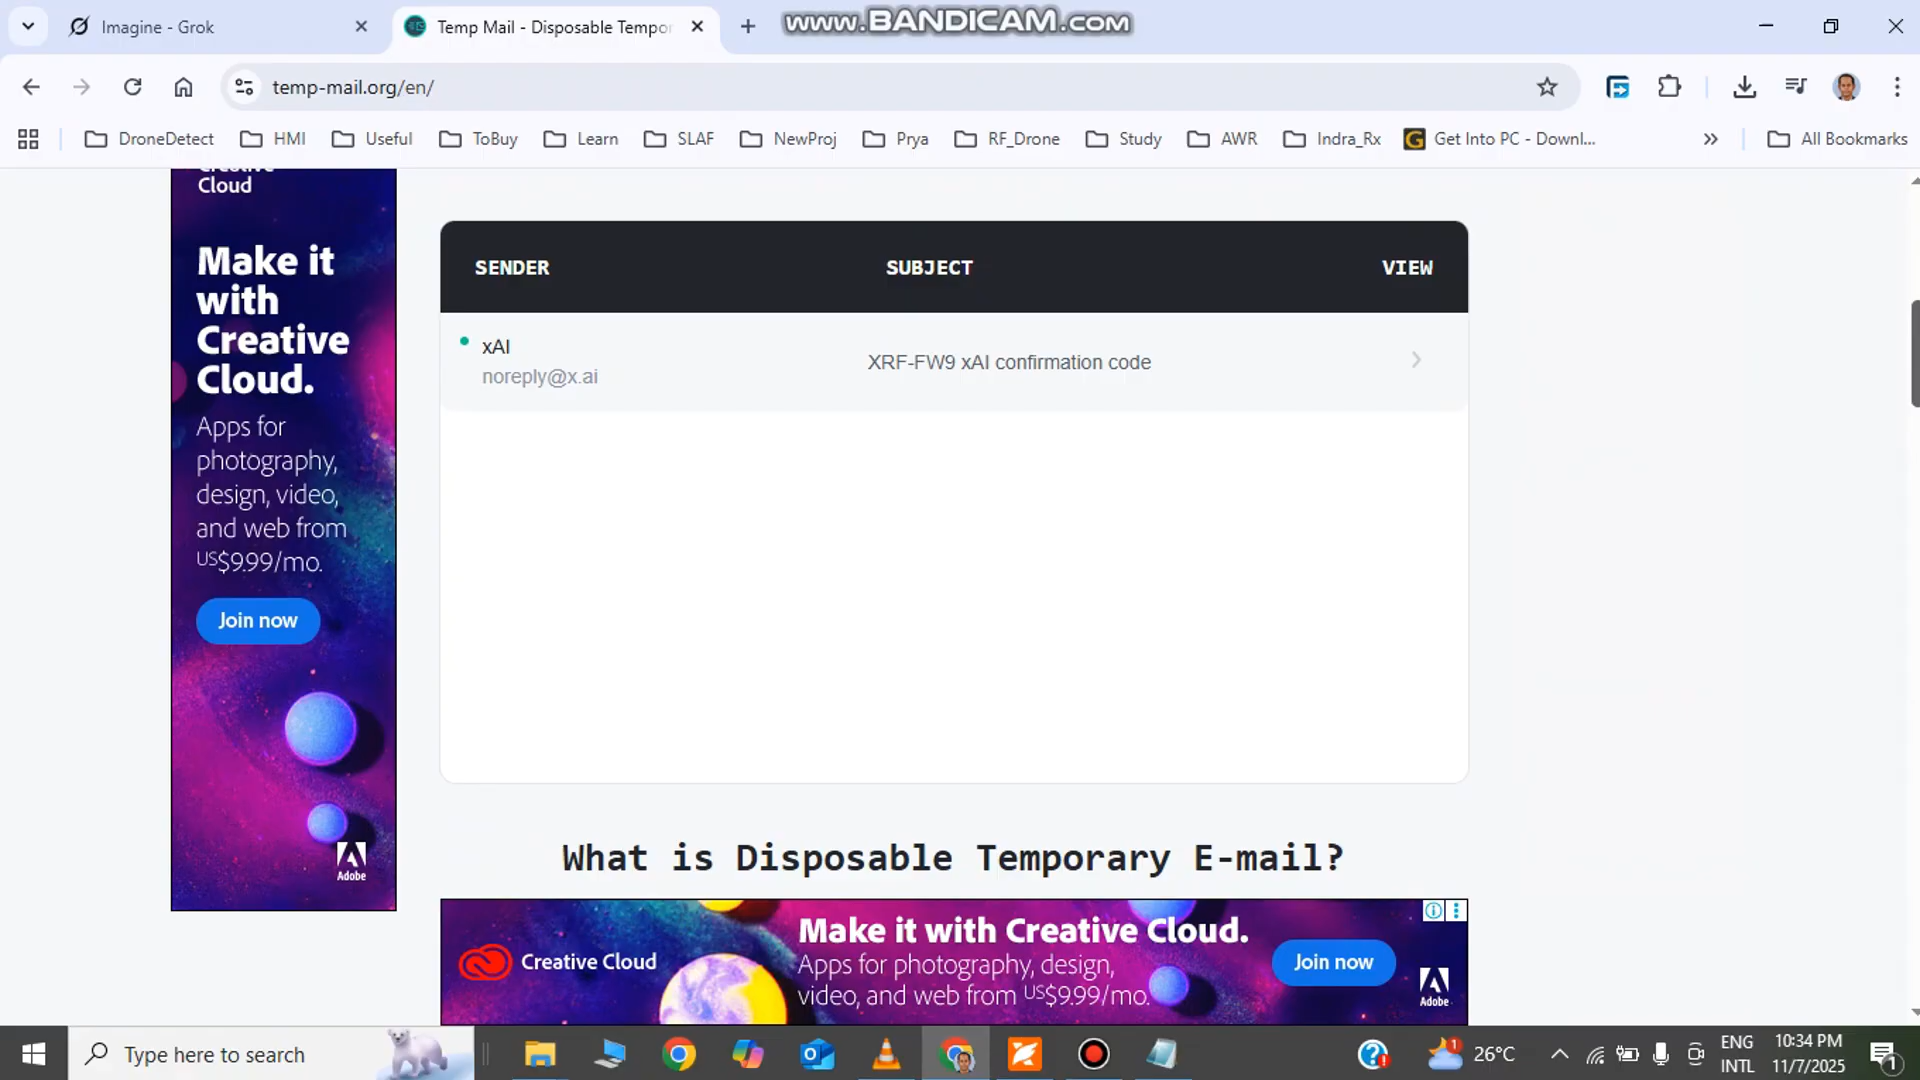 Imagine - Grok
Temp Mail - Disposable Tempor
www.BANDICAM.com
temp-mail.org/en/
DroneDetect
HMI
Useful
ToBuy
Learn
SLAF
NewProj
Prya
RF_Drone
Study
AWR
Indra_Rx
Get Into PC - Downl...
All Bookmarks
Creative
Cloud
Make it
with
Creative
Cloud.
Apps for
photography,
design, video,
and web from
US$9.99/mo.
Join now
Adobe
SENDER
SUBJECT
VIEW
xAI
noreply@x.ai
XRF-FW9 xAI confirmation code
What is Disposable Temporary E-mail?
Creative Cloud
Make it with Creative Cloud.
Apps for photography, design,
video, and web from US$9.99/mo.
Join now
Adobe
Type here to search
26°C
ENG
INTL
10:34 PM
11/7/2025
1